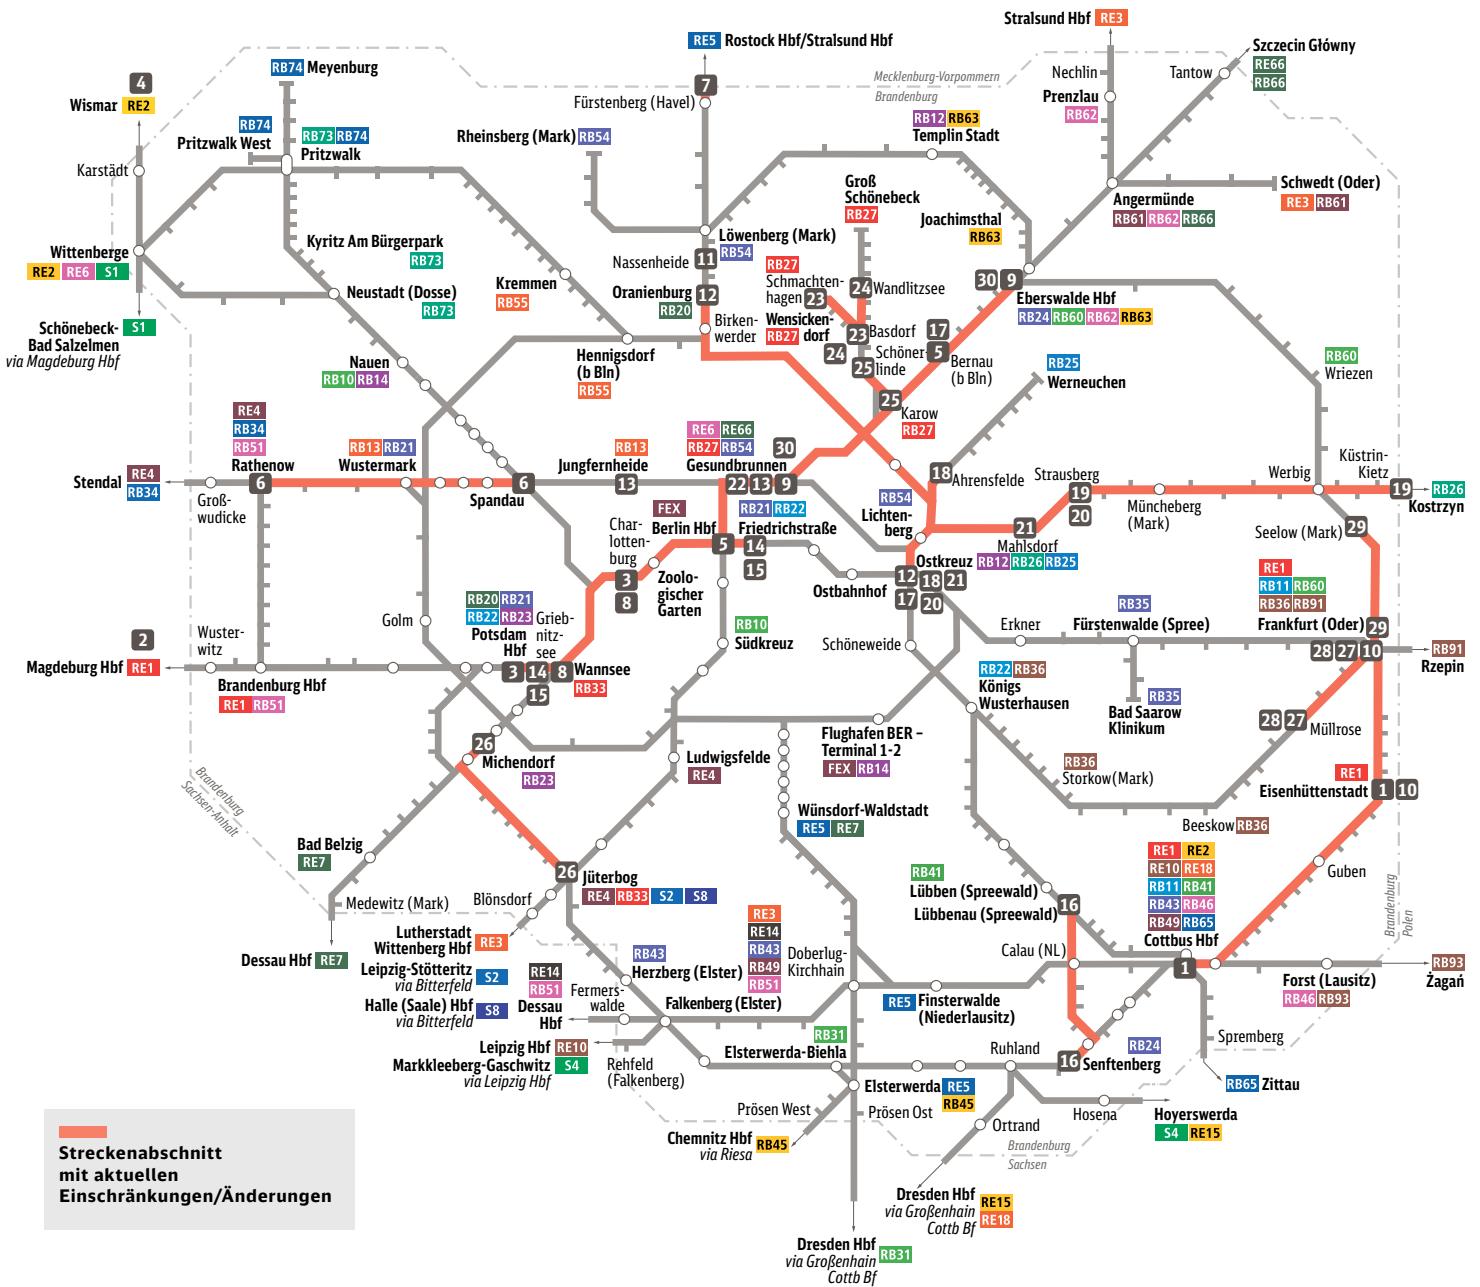 Stralsund Hbf RE3
RE5 Rostock Hbf/Stralsund Hbf
Szczecin Główny
RE66
RB66
Tantow
Nechlin
Prenzlau
RB62
Mecklenburg-Vorpommern
Brandenburg
4
Wismar RE2
RB74 Meyenburg
7
Fürstenberg (Havel)
RB74
Pritzwalk West
RB73 RB74
Pritzwalk
Rheinsberg (Mark) RB54
RB12 RB63
Templin Stadt
Karstädt
Groß
Schönebeck
RB27
Joachimsthal
RB63
Schwedt (Oder)
RE3 RB61
Angermünde
RB61 RB62 RB66
Wittenberge
RE2 RE6 S1
Kyritz Am Bürgerpark
RB73
Löwenberg (Mark)
RB54
Nassenheide
11
Oranienburg
12
RB20
RB27
Schmachten-
hagen
23
Wensicken-
dorf
RB27
24
Wandlitzsee
23
Basdorf
24
Schöner-
linde
25
17
5
Bernau
(b Bln)
30
9
Eberswalde Hbf
RB24 RB60 RB62 RB63
Kremmen
RB55
Neustadt (Dosse)
RB73
Schönebeck-
Bad Salzelmen
via Magdeburg Hbf
S1
Birken-
werder
Hennigsdorf
(b Bln)
RB55
Nauen
RB10 RB14
25
Karow
RB27
RB25
Werneuchen
RB60
Wriezen
RE4
RB34
RB51
Rathenow
6
RB13 RB21
Wustermark
Stendal
RE4
RB34
Groß-
wudicke
Spandau
6
RB13
Jungfernheide
13
RE6 RE66
RB27 RB54
Gesundbrunnen
22
13
9
30
18
Ahrensfelde
Strausberg
19
20
Müncheberg
(Mark)
Werbig
Küstrin-
Kietz
19
RB26
Kostrzyn
Seelow (Mark)
29
Char-
lotten-
burg
FEX
Berlin Hbf
5
RB21 RB22
Friedrichstraße
14
15
RB54
Lichten-
berg
21
Mahlsdorf
RB12 RB26 RB25
Zoolo-
gischer
Garten
3
8
Ostbahnhof
Ostkreuz
12
18
21
17
20
RE1
RB11 RB60
RB36 RB91
Frankfurt (Oder)
29
28
27
10
RB91
Rzepin
RB20 RB21
RB22 RB23
Potsdam
Hbf
Golm
Grieb-
nitz-
see
3
14
8
15
Wannsee
RB33
RB10
Südkreuz
Schöneweide
Erkner
RB35
Fürstenwalde (Spree)
2
Magdeburg Hbf RE1
Wuster-
witz
Brandenburg Hbf
RE1 RB51
RB22 RB36
Königs
Wusterhausen
RB35
Bad Saarow
Klinikum
28
27
Müllrose
26
Michendorf
RB23
Ludwigsfelde
RE4
Flughafen BER –
Terminal 1-2
FEX RB14
RB36
Storkow(Mark)
RE1
Eisenhüttenstadt
1
10
Brandenburg
Sachsen-Anhalt
Wünsdorf-Waldstadt
RE5 RE7
Beeskow RB36
Bad Belzig
RE7
RE1 RE2
RE10 RE18
RB11 RB41
RB43 RB46
RB49 RB65
Cottbus Hbf
1
Guben
Brandenburg
Polen
26
Jüterbog
RE4 RB33 S2 S8
RB41
Lübben (Spreewald)
Lübbenau (Spreewald)
16
Medewitz (Mark)
Blönsdorf
Dessau Hbf RE7
Lutherstadt
Wittenberg Hbf
RE3
RE3
RE14
RB43
RB49
RB51
Doberlug-
Kirchhain
Calau (NL)
RB43
Herzberg (Elster)
Forst (Lausitz)
RB46 RB93
RB93
Żagań
Leipzig-Stötteritz
via Bitterfeld
S2
Halle (Saale) Hbf
via Bitterfeld
S8
RE14
RB51
Dessau
Hbf
Fermers-
walde
Falkenberg (Elster)
RE5 Finsterwalde
(Niederlausitz)
RB31
Elsterwerda-Biehla
Leipzig Hbf RE10
Markkleeberg-Gaschwitz
via Leipzig Hbf
S4
Rehfeld
(Falkenberg)
Ruhland
16
RB24
Senftenberg
Spremberg
RB65 Zittau
Elsterwerda RE5
RB45
Prösen West
Prösen Ost
Chemnitz Hbf
via Riesa
RB45
Ortrand
Hosena
Hoyerswerda
S4 RE15
Brandenburg
Sachsen
Dresden Hbf
via Großenhain
Cottb Bf
RE15
RE18
Dresden Hbf
via Großenhain
Cottb Bf
RB31
Streckenabschnitt
mit aktuellen
Einschränkungen/Änderungen